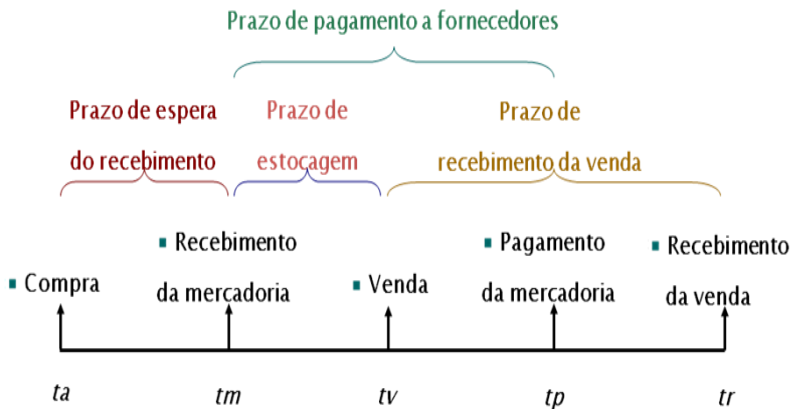 Prazo de pagamento a fornecedores
Prazo de espera
do recebimento
Prazo de
estocagem
Prazo de
recebimento da venda
▪ Compra
▪ Recebimento
da mercadoria
▪ Venda
▪ Pagamento
da mercadoria
▪ Recebimento
da venda
ta
tm
tv
tp
tr